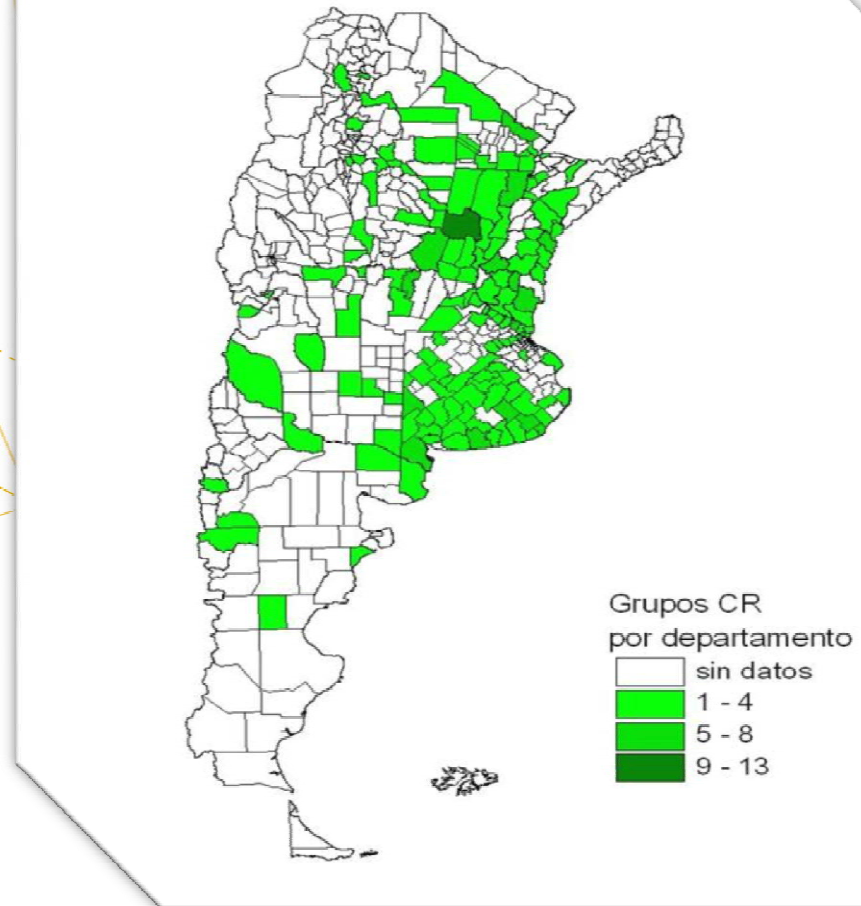 Grupos CR
por departamento
sin datos
1 - 4
5 - 8
9 - 13